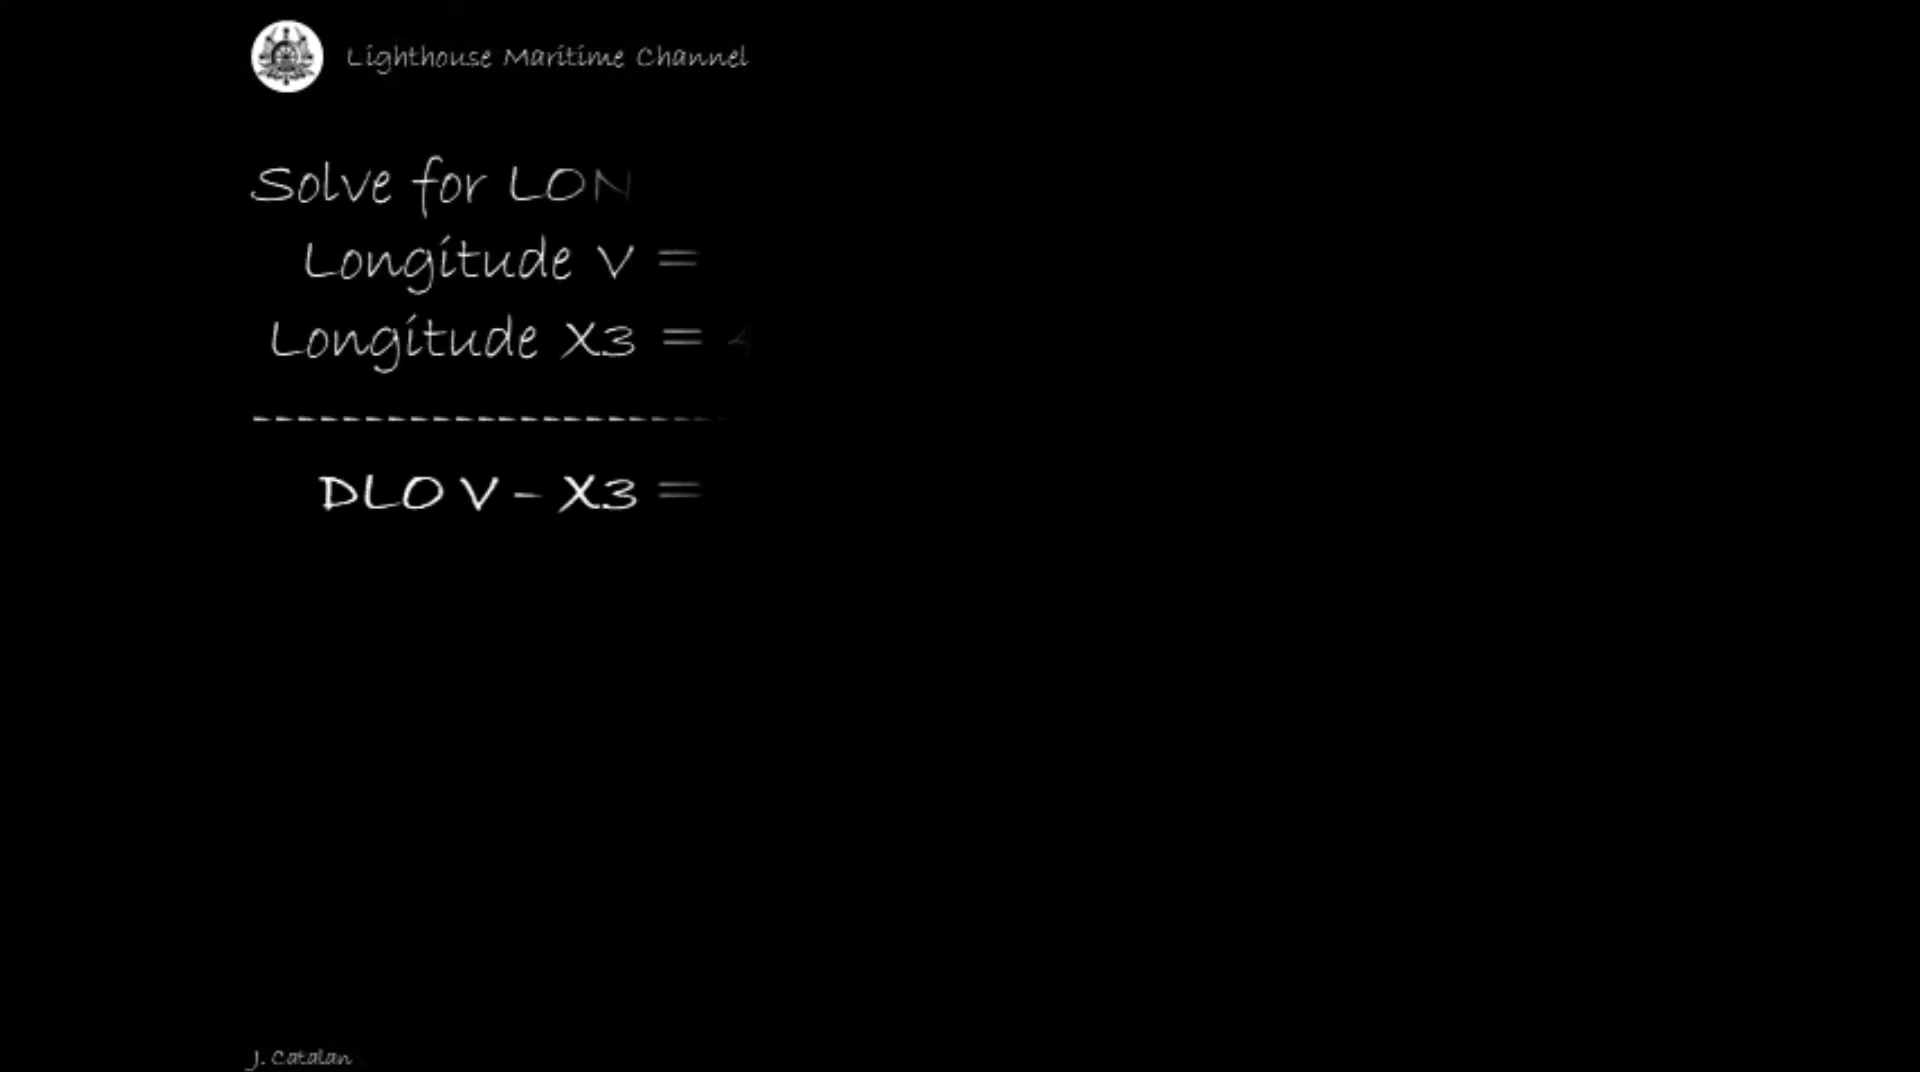 Lighthouse Maritime Channel
Solve for LON
Longitude V =
Longitude X3 =
------------------------
DLO V - X3 =
J. Catalan